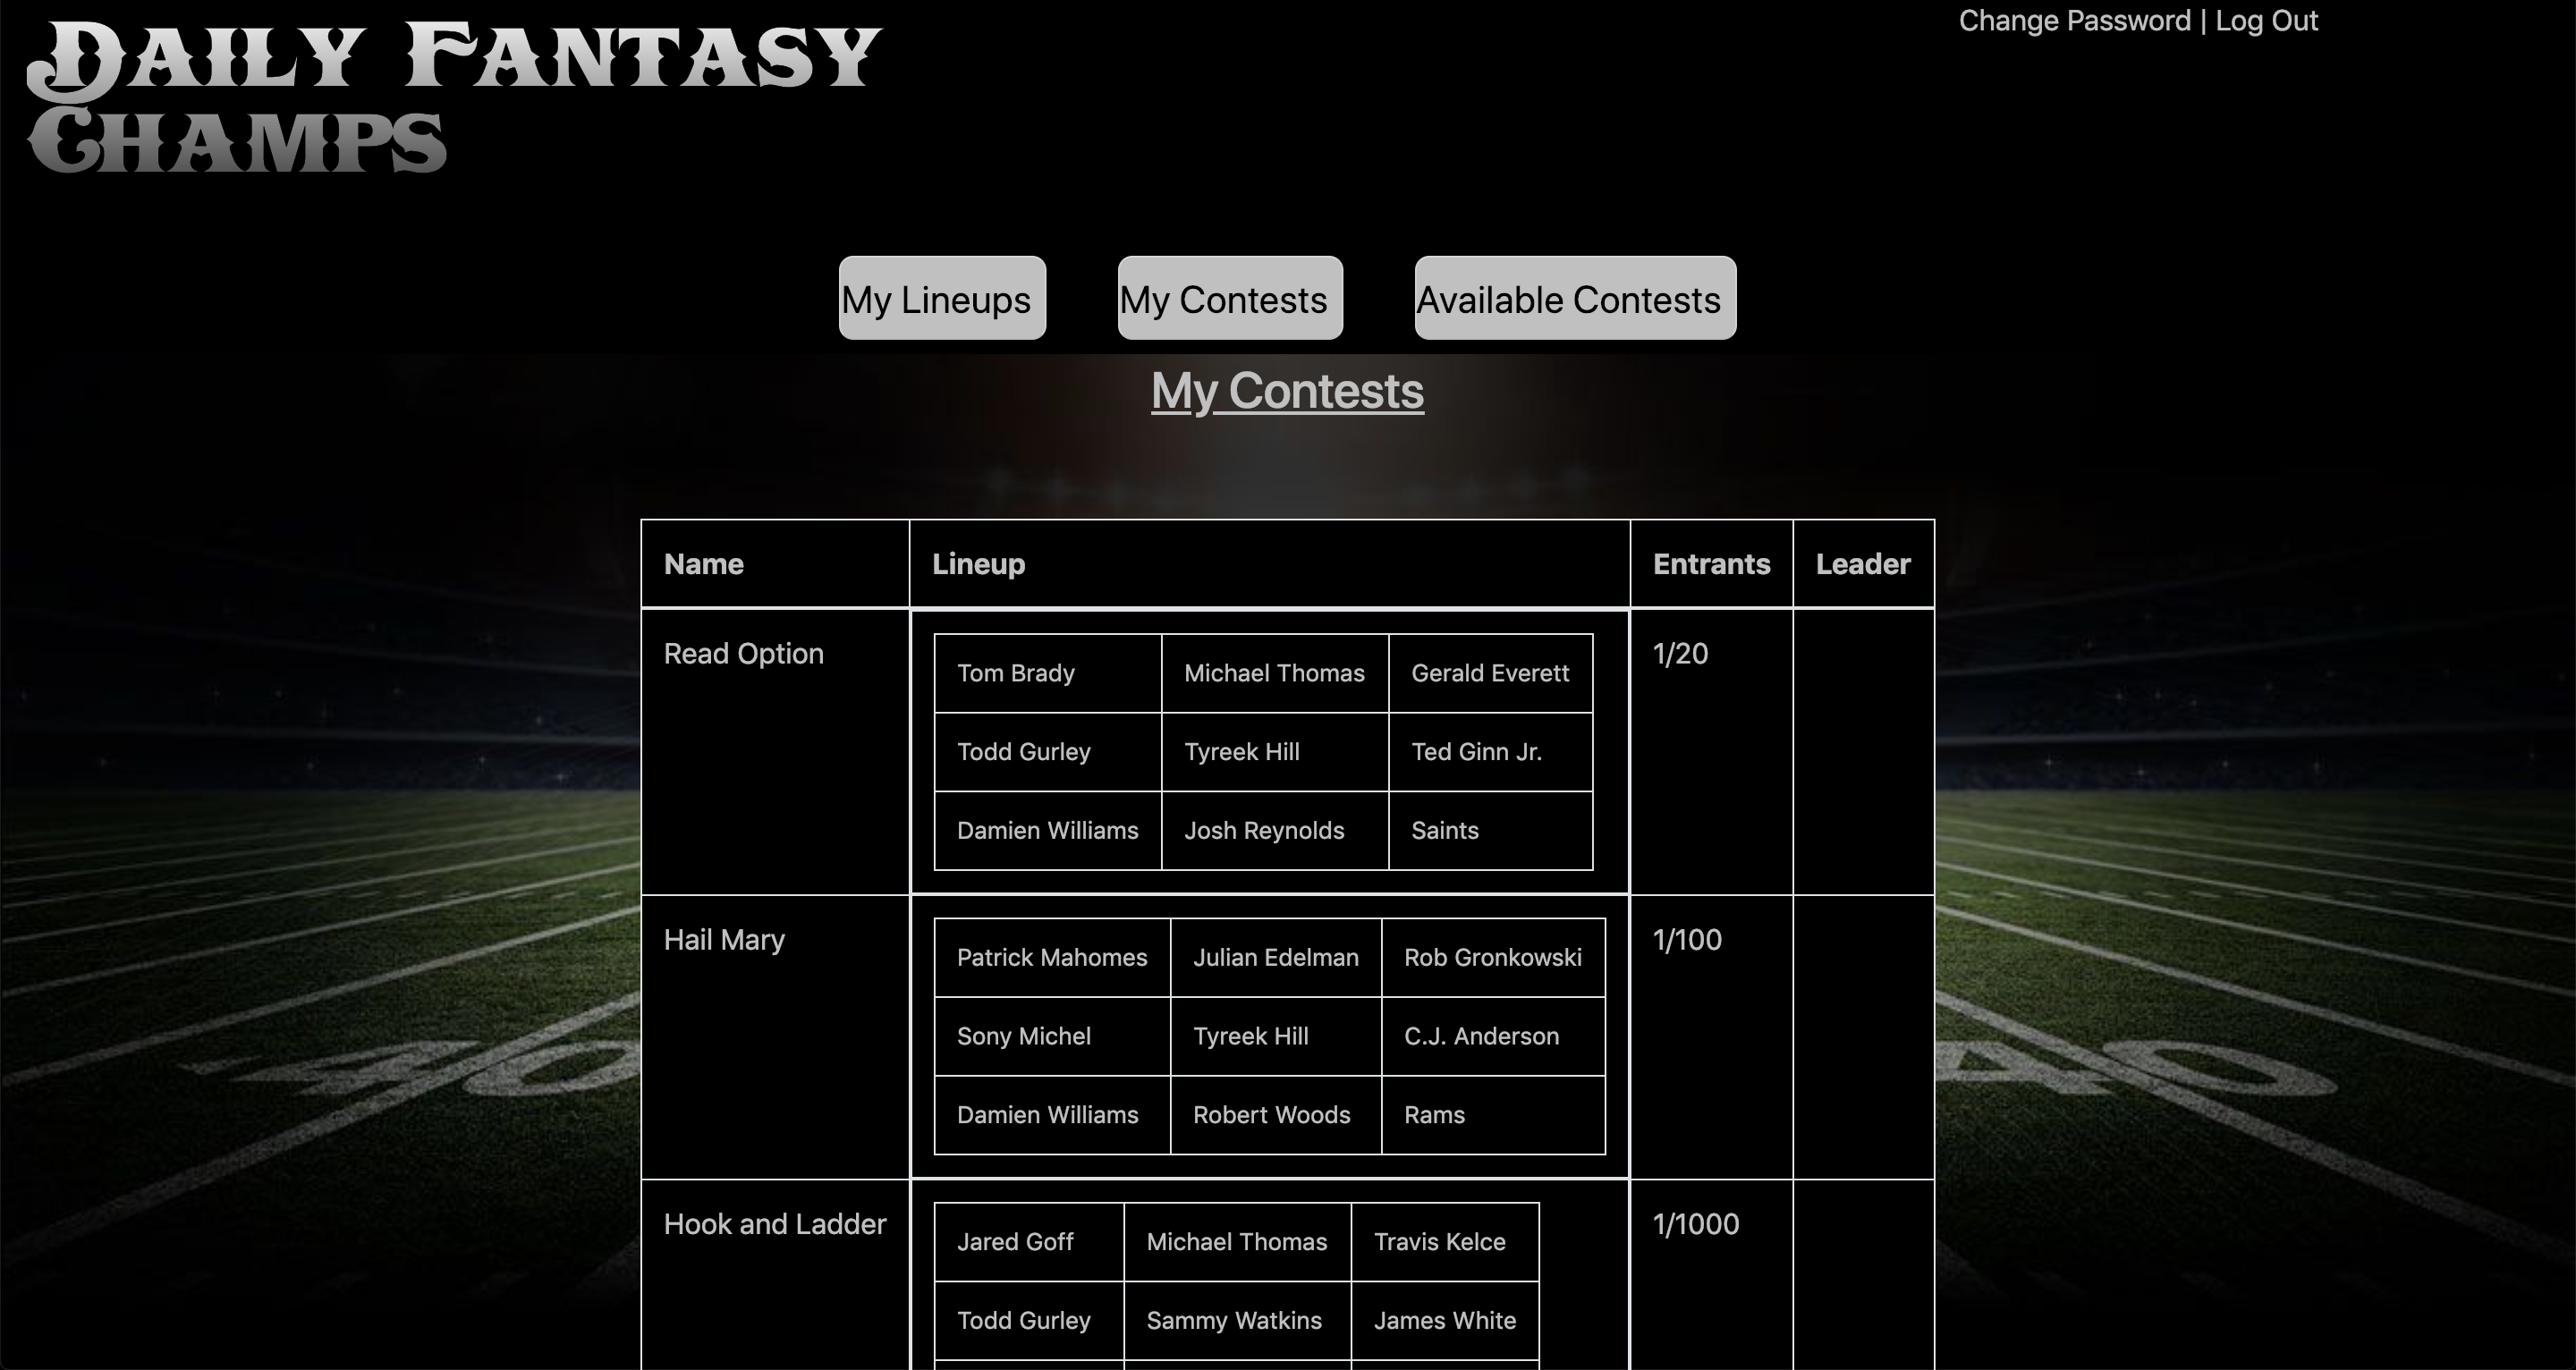 Daily Fantasy
Champs
Change Password | Log Out
My Lineups My Contests Available Contests
My Contests
Name Lineup Entrants Leader
Read Option 1/20
Tom Brady Michael Thomas Gerald Everett
Todd Gurley Tyreek Hill Ted Ginn Jr.
Damien Williams Josh Reynolds Saints
Hail Mary 1/100
Patrick Mahomes Julian Edelman Rob Gronkowski
Sony Michel Tyreek Hill C.J. Anderson
Damien Williams Robert Woods Rams
40 40
Hook and Ladder 1/1000
Jared Goff Michael Thomas Travis Kelce
Todd Gurley Sammy Watkins James White